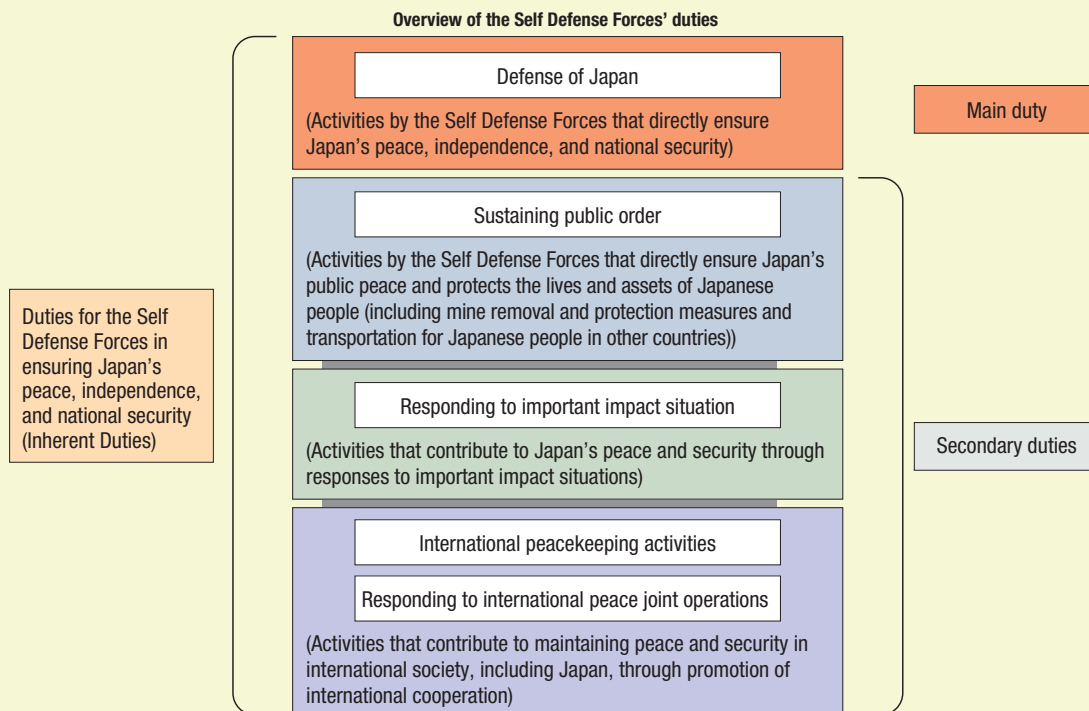 Overview of the Self Defense Forces' duties
Defense of Japan
(Activities by the Self Defense Forces that directly ensure
Japan's peace, independence, and national security)
Main duty
Sustaining public order
(Activities by the Self Defense Forces that directly ensure Japan's
public peace and protects the lives and assets of Japanese
people (including mine removal and protection measures and
transportation for Japanese people in other countries))
Duties for the Self
Defense Forces in
ensuring Japan's
peace, independence,
and national security
(Inherent Duties)
Responding to important impact situation
(Activities that contribute to Japan's peace and security through
responses to important impact situations)
Secondary duties
International peacekeeping activities
Responding to international peace joint operations
(Activities that contribute to maintaining peace and security in
international society, including Japan, through promotion of
international cooperation)